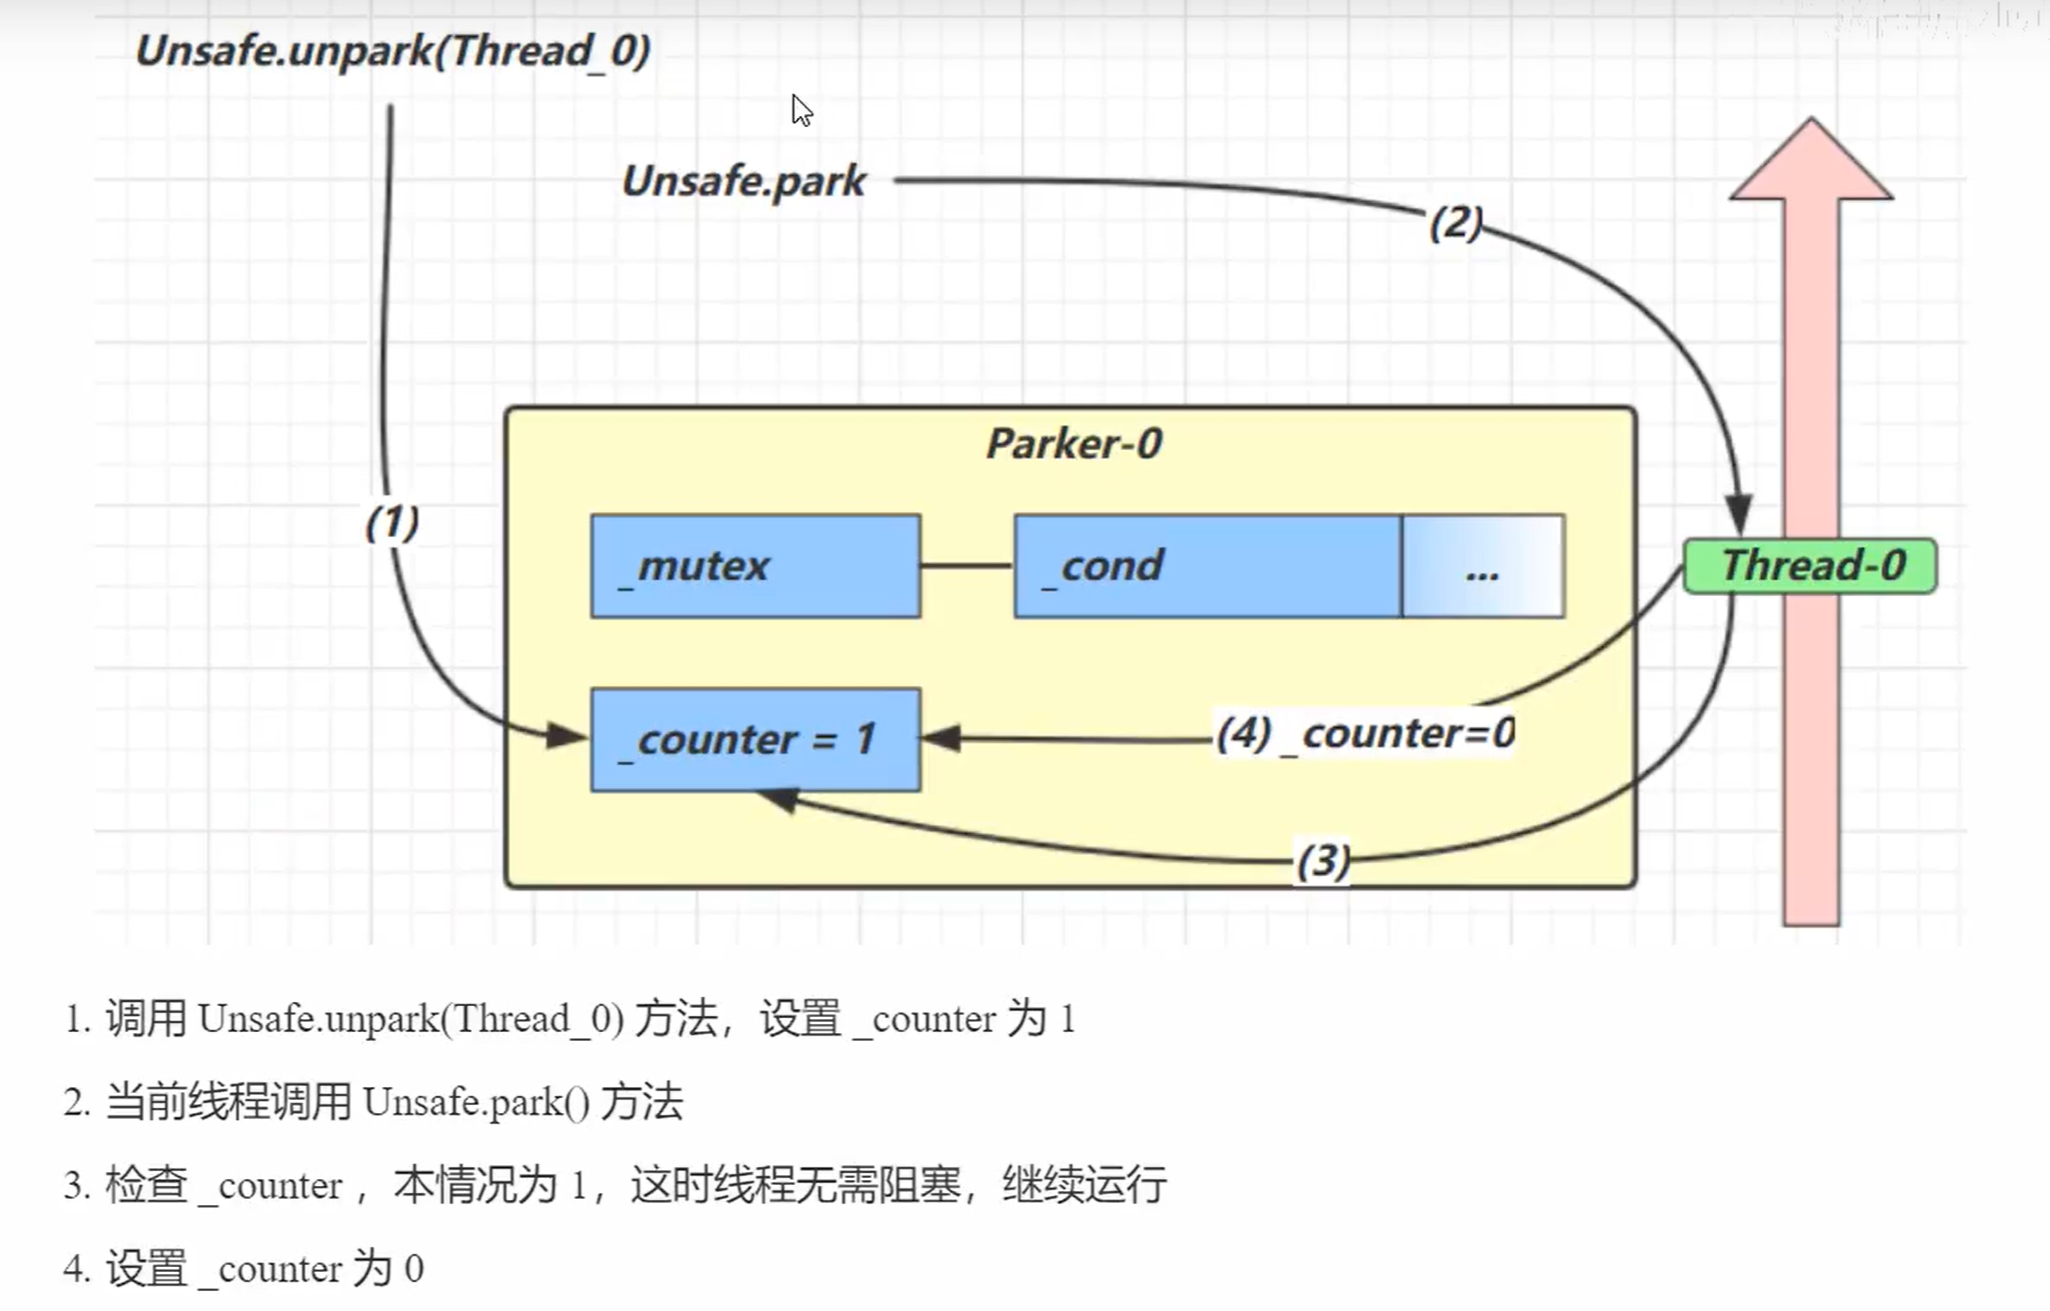 Unsafe.unpark(Thread_0)
Unsafe.park
(2)
Parker-0
(1)
_mutex
_cond
...
Thread-0
_counter = 1
(4) _counter=0
(3)
1. 调用 Unsafe.unpark(Thread_0) 方法，设置 _counter 为 1
2. 当前线程调用 Unsafe.park() 方法
3. 检查 _counter ，本情况为 1，这时线程无需阻塞，继续运行
4. 设置 _counter 为 0